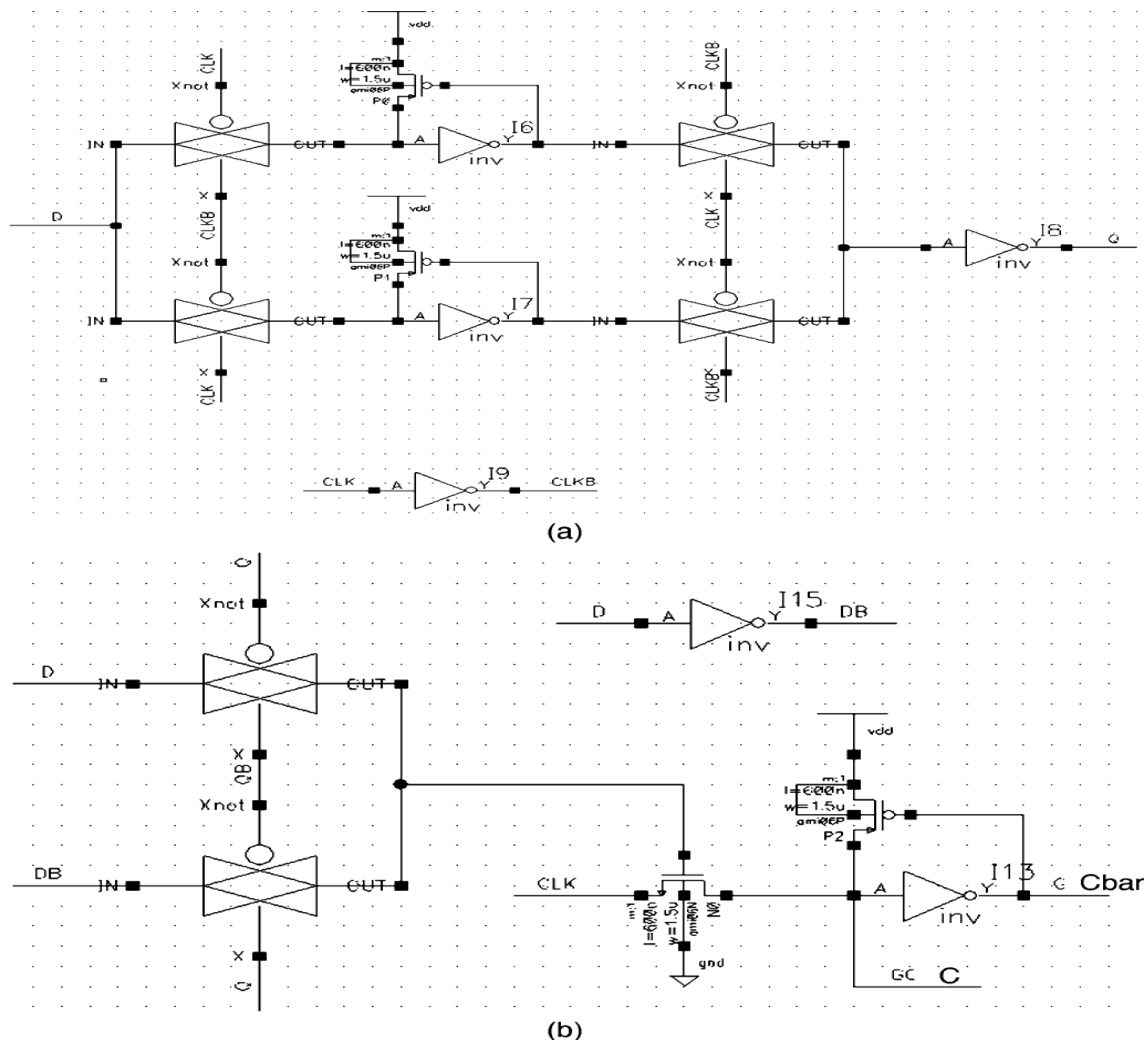 vdd
CLK
CLKB
m:1
l=600n
w=1.5u
Xnot
ami06P
Xnot
P0
I6
IN
OUT
A
Y
IN
OUT
inv
X
X
D
CLKB
vdd
CLK
I8
m:1
A
Y
Q
l=600n
inv
Xnot
w=1.5u
Xnot
ami06P
P1
I7
IN
OUT
A
Y
IN
OUT
inv
X
X
CLK
CLKB
I9
CLK
A
Y
CLKB
inv
(a)
Q
I15
Xnot
D
A
Y
DB
inv
D
IN
OUT
vdd
X
QB
m:1
l=600n
Xnot
w=1.5u
ami06P
P2
I13
DB
IN
OUT
CLK
A
Y
G
Cbar
m:1
l=600n
w=1.5u
ami06N
N0
inv
X
gnd
GC
C
Q
(b)